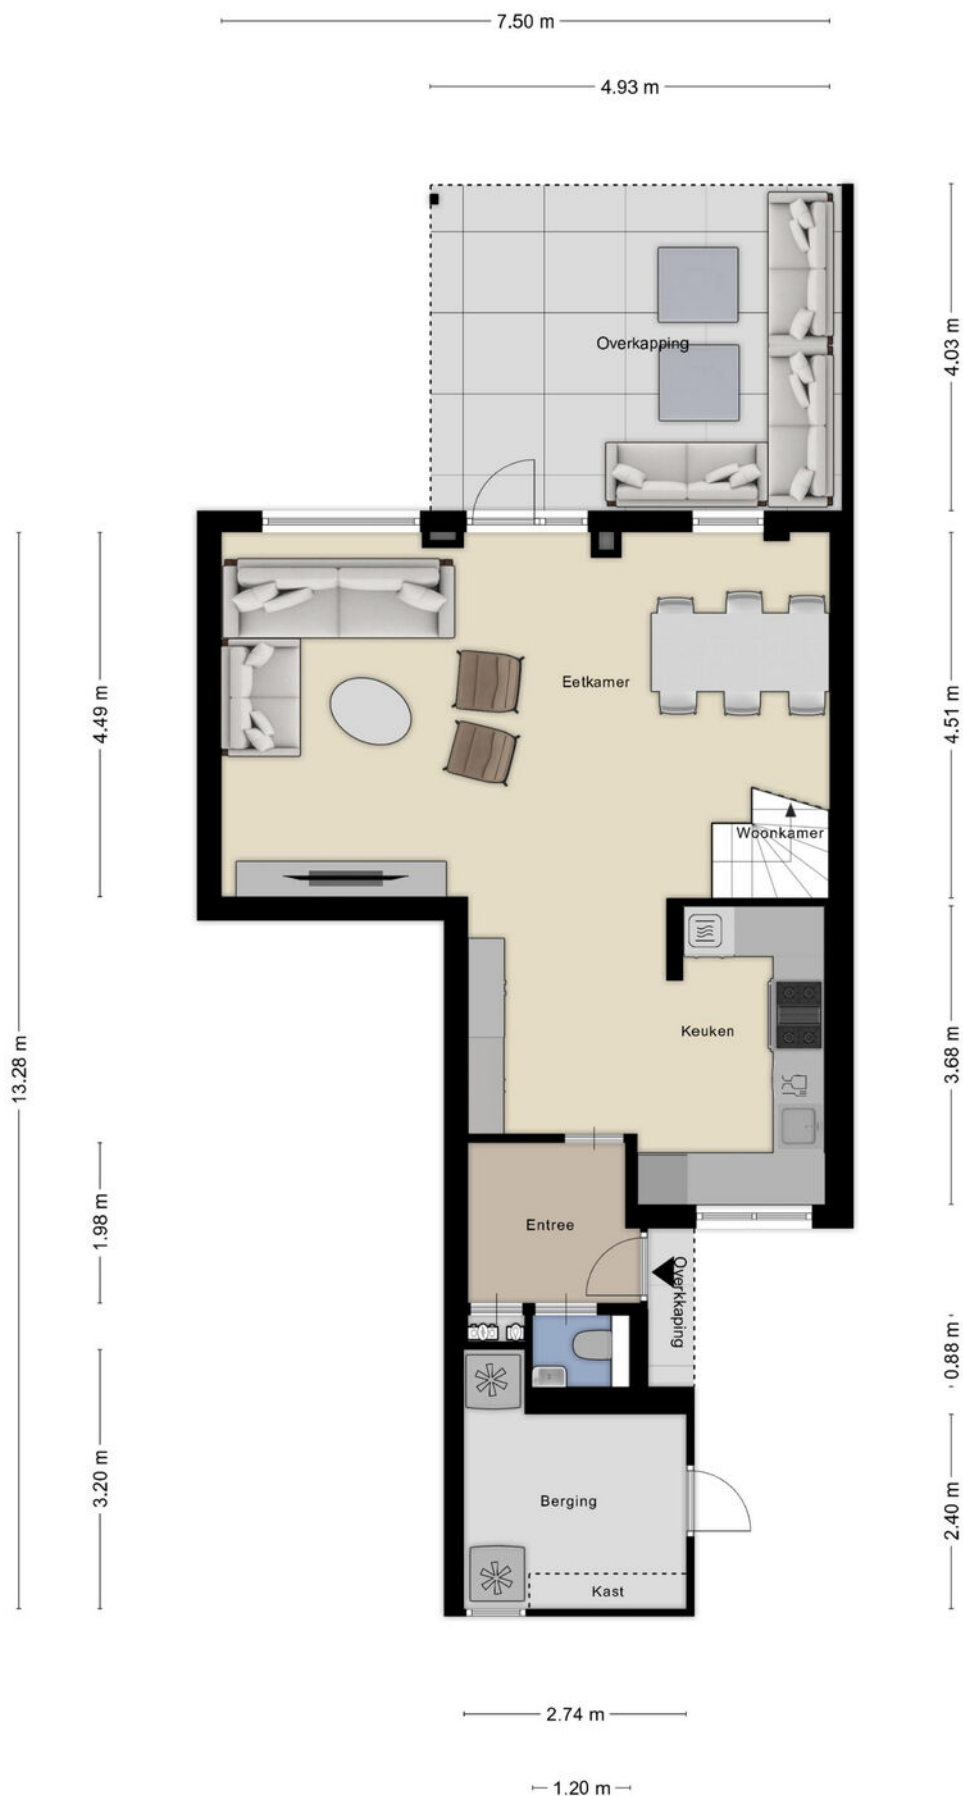 7.50 m
4.93 m
4.03 m
Overkapping
4.49 m
Eetkamer
4.51 m
Woonkamer
13.28 m
Keuken
3.68 m
1.98 m
Entree
Overkkaping
0.88 m
3.20 m
Berging
2.40 m
Kast
2.74 m
1.20 m